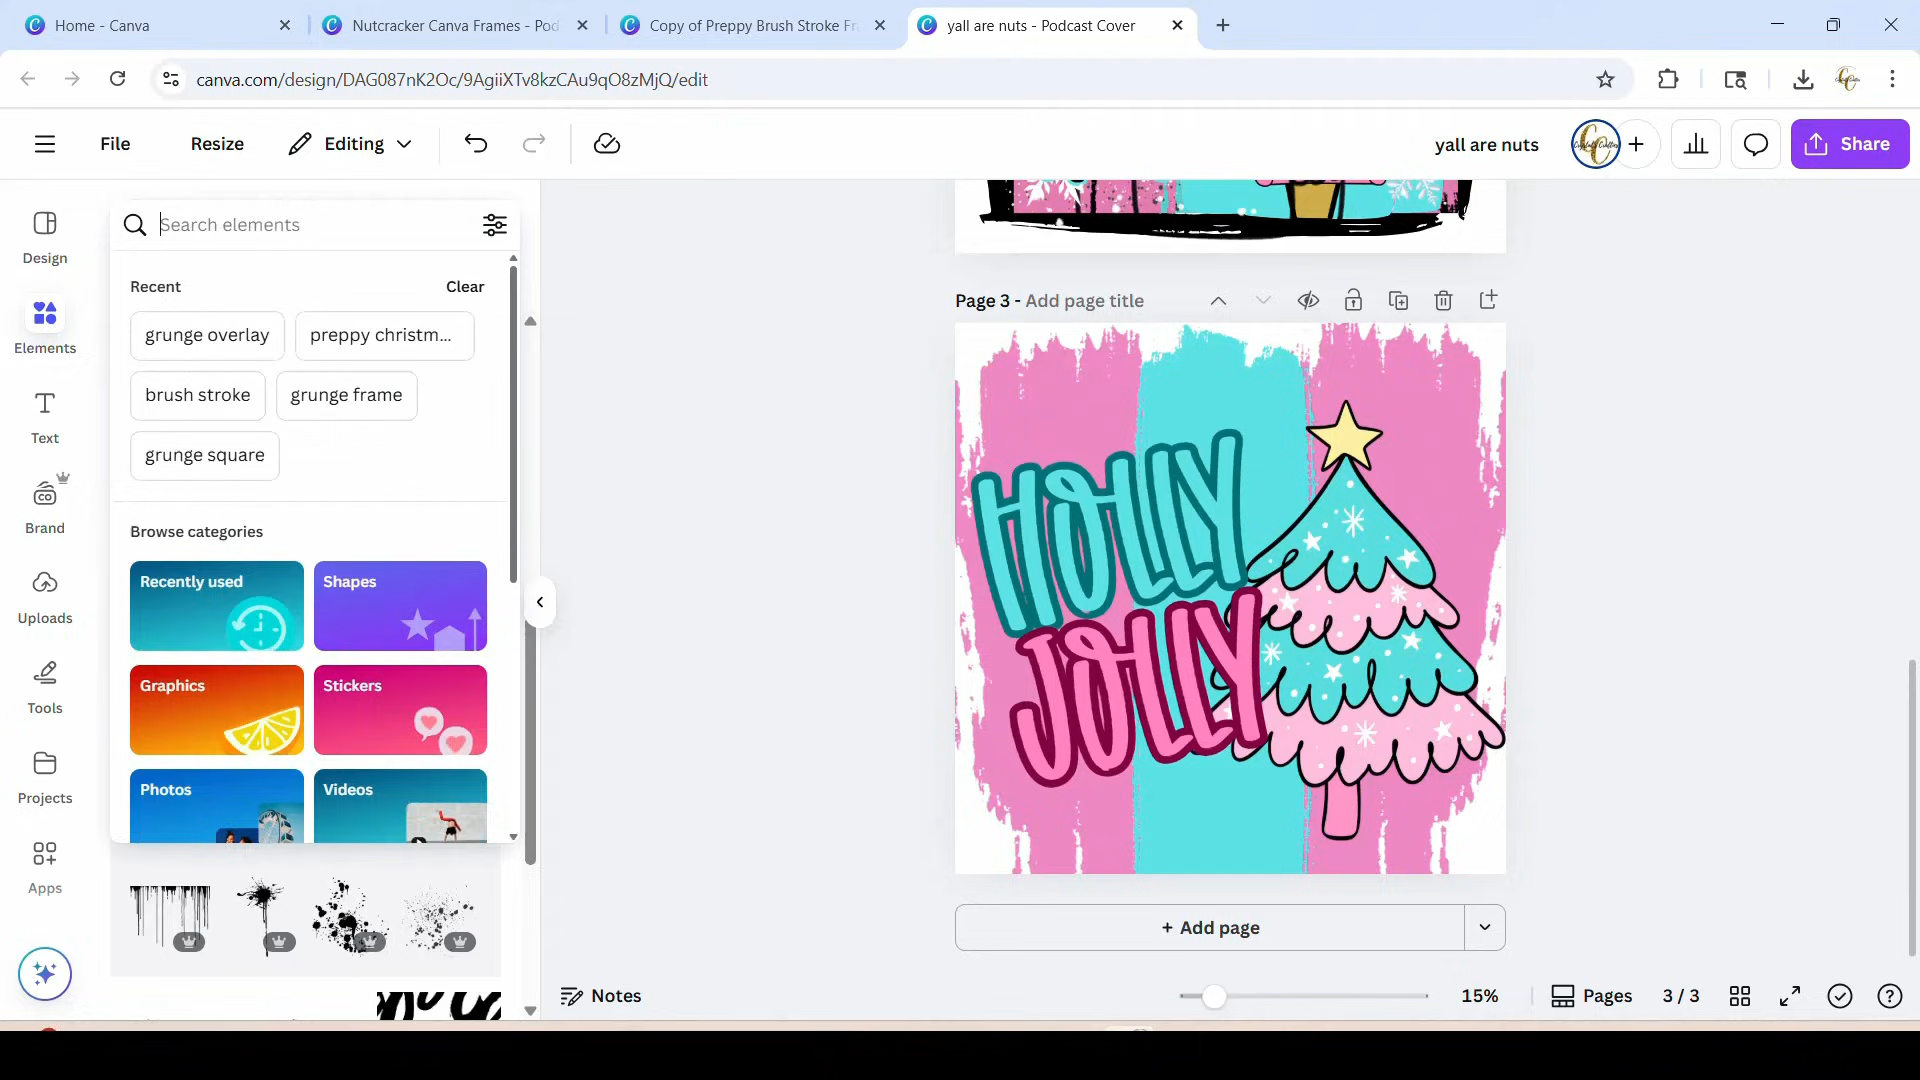 Home - Canva
Nutcracker Canva Frames - Pod
Copy of Preppy Brush Stroke Fr
yall are nuts - Podcast Cover
canva.com/design/DAG087nK2Oc/9AgiiXTv8kzCAu9qO8zMjQ/edit
File
Resize
Editing
yall are nuts
Share
Design
Elements
Text
Brand
Uploads
Tools
Projects
Apps
Search elements
Recent
Clear
grunge overlay
preppy christm...
brush stroke
grunge frame
grunge square
Browse categories
Recently used
Shapes
Graphics
Stickers
Photos
Videos
Page 3 - Add page title
HOLLY
JOLLY
+ Add page
Notes
15%
Pages
3 / 3